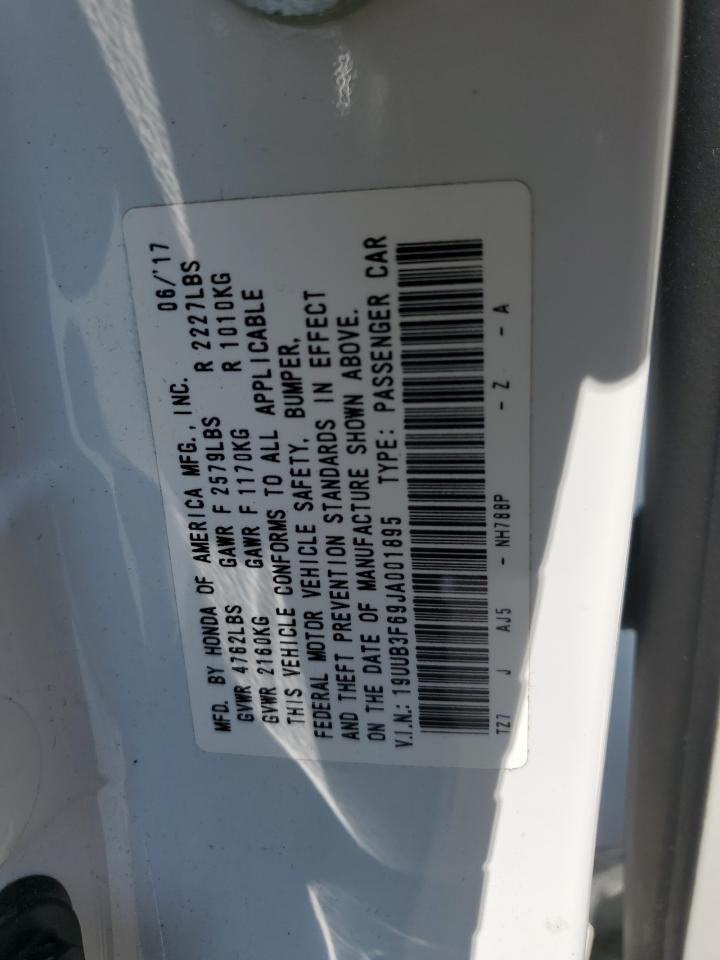 MFD. BY HONDA OF AMERICA MFG., INC. 06/'17
GVWR 4762LBS GAWR F 2579LBS R 2227LBS
GVWR 2160KG GAWR F 1170KG R 1010KG
THIS VEHICLE CONFORMS TO ALL APPLICABLE
FEDERAL MOTOR VEHICLE SAFETY, BUMPER,
AND THEFT PREVENTION STANDARDS IN EFFECT
ON THE DATE OF MANUFACTURE SHOWN ABOVE.
V.I.N.: 19UUB3F69JA001895 TYPE: PASSENGER CAR
TZ7 J AJ5 - NH788P - Z - A